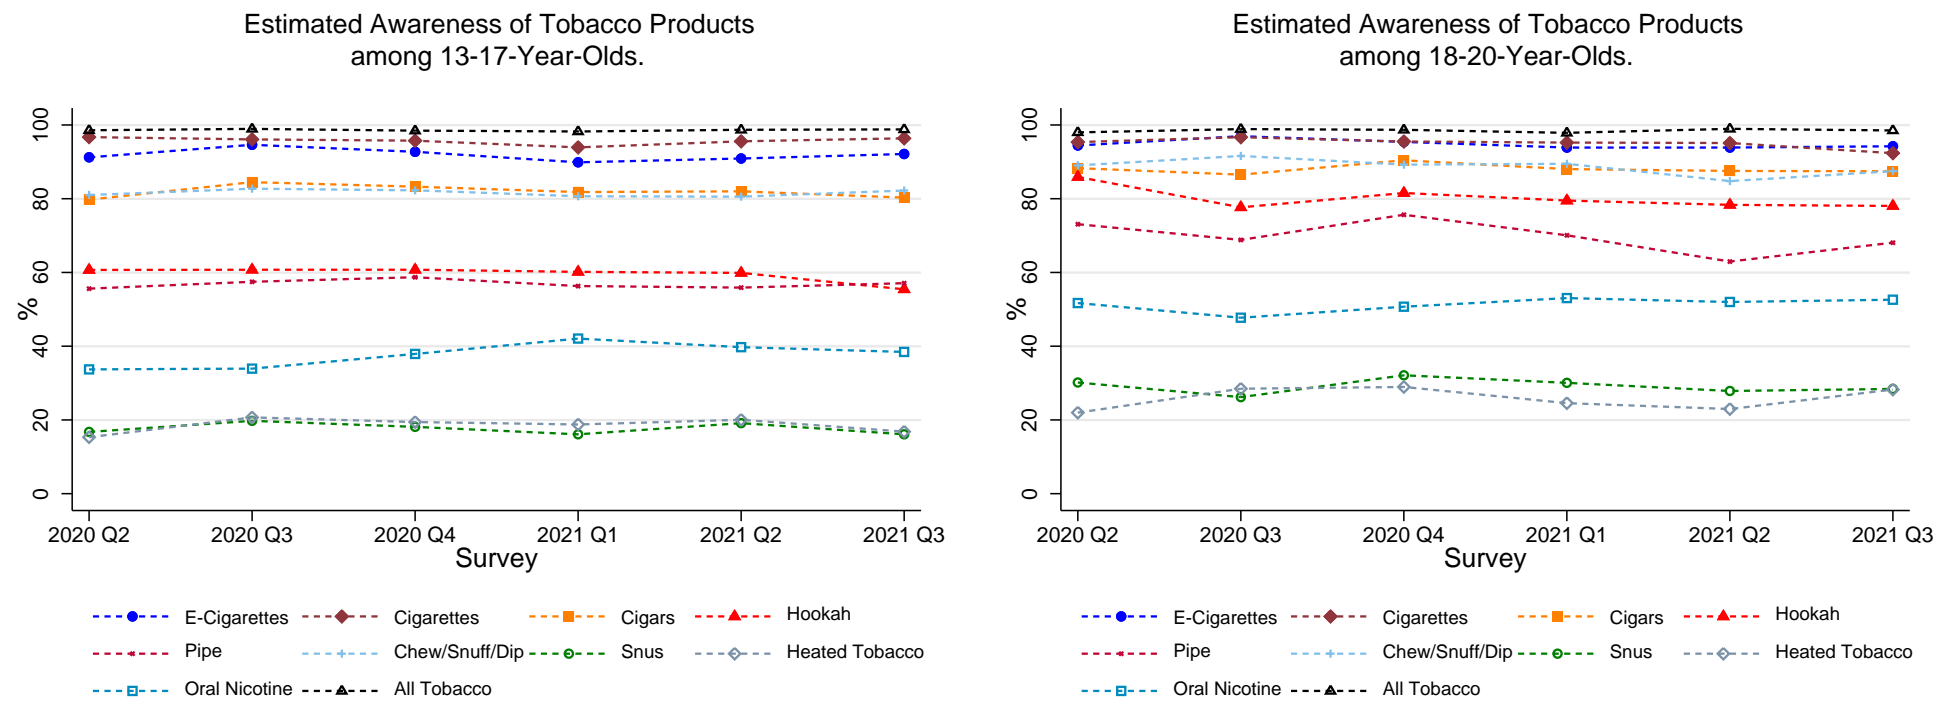 Estimated Awareness of Tobacco Products
among 13-17-Year-Olds.
%
100
80
60
40
20
0
2020 Q2 2020 Q3 2020 Q4 2021 Q1 2021 Q2 2021 Q3
Survey
E-Cigarettes Cigarettes Cigars Hookah
Pipe Chew/Snuff/Dip Snus Heated Tobacco
Oral Nicotine All Tobacco
Estimated Awareness of Tobacco Products
among 18-20-Year-Olds.
%
100
80
60
40
20
0
2020 Q2 2020 Q3 2020 Q4 2021 Q1 2021 Q2 2021 Q3
Survey
E-Cigarettes Cigarettes Cigars Hookah
Pipe Chew/Snuff/Dip Snus Heated Tobacco
Oral Nicotine All Tobacco